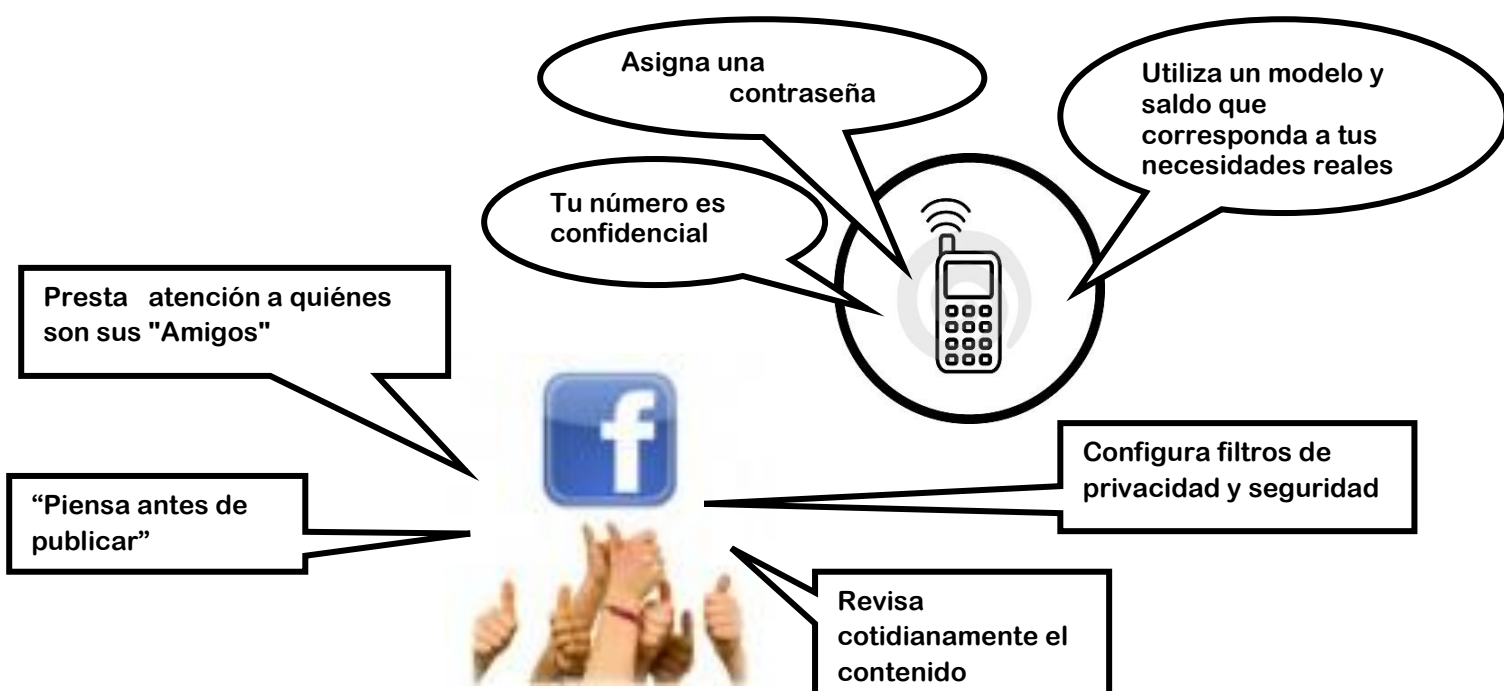 Asigna una
contraseña
Utiliza un modelo y
saldo que
corresponda a tus
necesidades reales
Tu número es
confidencial
Presta atención a quiénes
son sus "Amigos"
f
Configura filtros de
privacidad y seguridad
“Piensa antes de
publicar”
Revisa
cotidianamente el
contenido